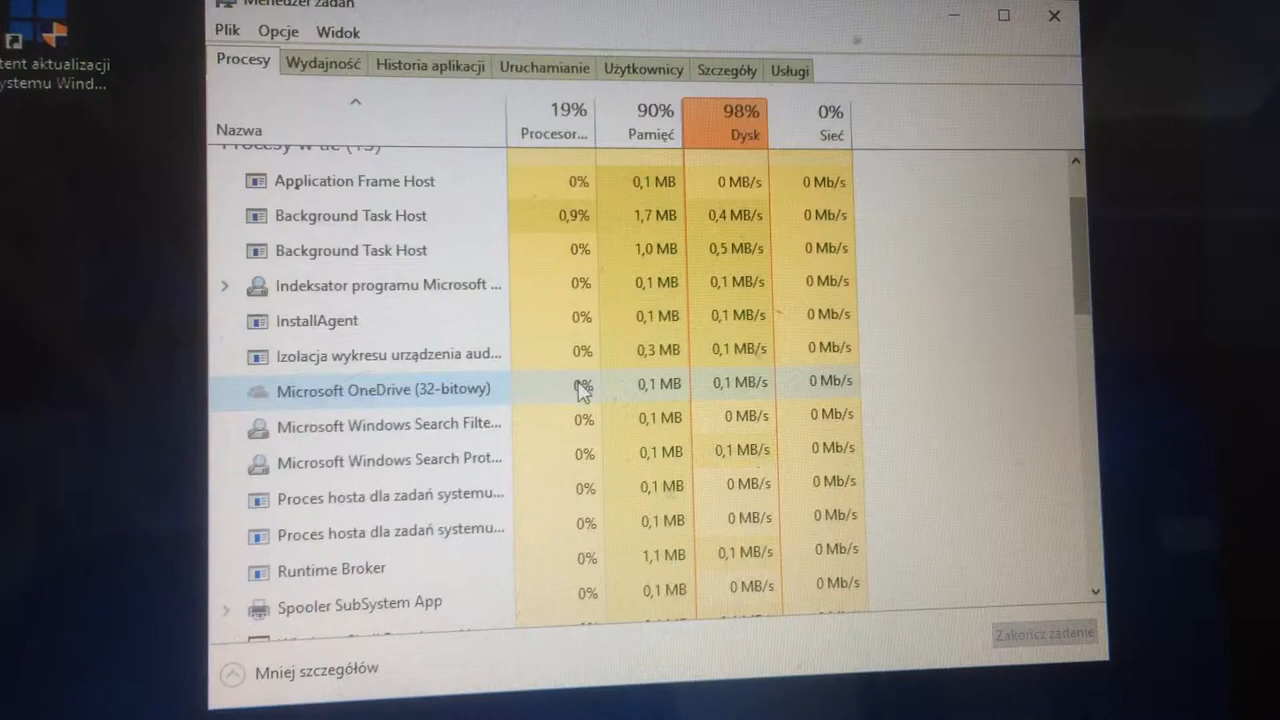 Menedżer zadań
Plik Opcje Widok
tent aktualizacji
ystemu Wind...
Procesy Wydajność Historia aplikacji Uruchamianie Użytkownicy Szczegóły Usługi
19% 90% 98% 0%
Nazwa Procesor... Pamięć Dysk Sieć
Application Frame Host 0% 0,1 MB 0 MB/s 0 Mb/s
Background Task Host 0,9% 1,7 MB 0,4 MB/s 0 Mb/s
Background Task Host 0% 1,0 MB 0,5 MB/s 0 Mb/s
Indeksator programu Microsoft ... 0% 0,1 MB 0,1 MB/s 0 Mb/s
InstallAgent 0% 0,1 MB 0,1 MB/s 0 Mb/s
Izolacja wykresu urządzenia aud... 0% 0,3 MB 0,1 MB/s 0 Mb/s
Microsoft OneDrive (32-bitowy) 0% 0,1 MB 0,1 MB/s 0 Mb/s
Microsoft Windows Search Filte... 0% 0,1 MB 0 MB/s 0 Mb/s
Microsoft Windows Search Prot... 0% 0,1 MB 0,1 MB/s 0 Mb/s
Proces hosta dla zadań systemu... 0% 0,1 MB 0 MB/s 0 Mb/s
Proces hosta dla zadań systemu... 0% 0,1 MB 0 MB/s 0 Mb/s
Runtime Broker 0% 1,1 MB 0,1 MB/s 0 Mb/s
Spooler SubSystem App 0% 0,1 MB 0 MB/s 0 Mb/s
Zakończ zadanie
Mniej szczegółów